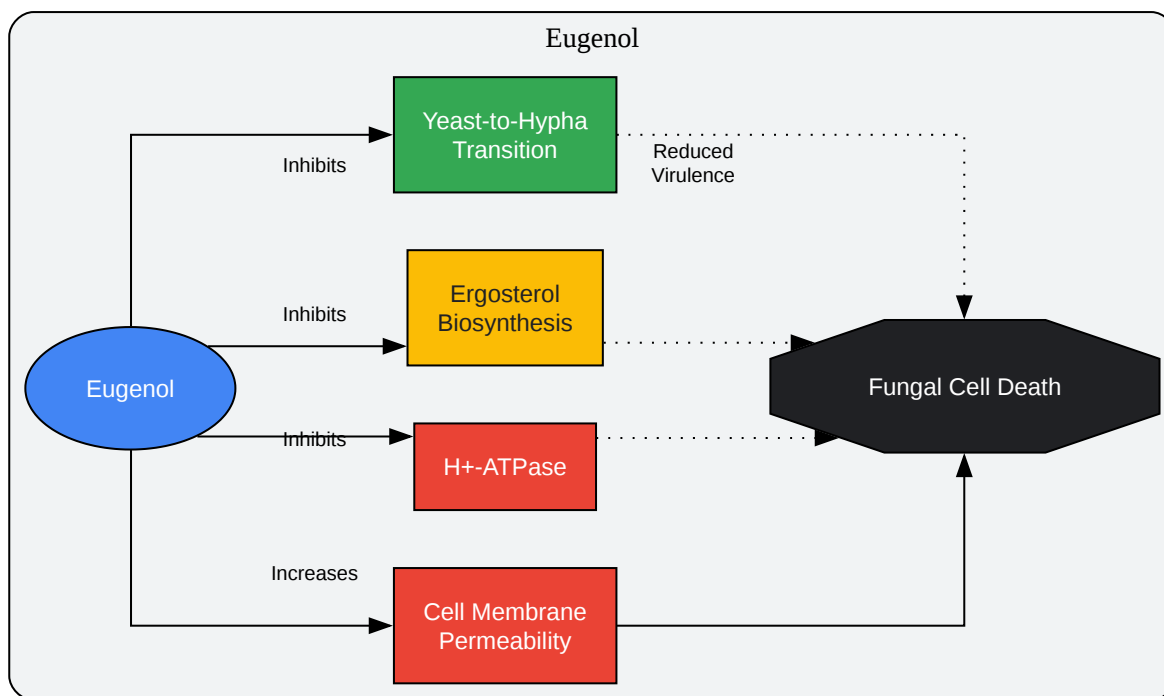 Eugenol
Yeast-to-Hypha
Transition
Inhibits
Reduced
Virulence
Ergosterol
Biosynthesis
Inhibits
Eugenol
Fungal Cell Death
Inhibits
H+-ATPase
Increases
Cell Membrane
Permeability